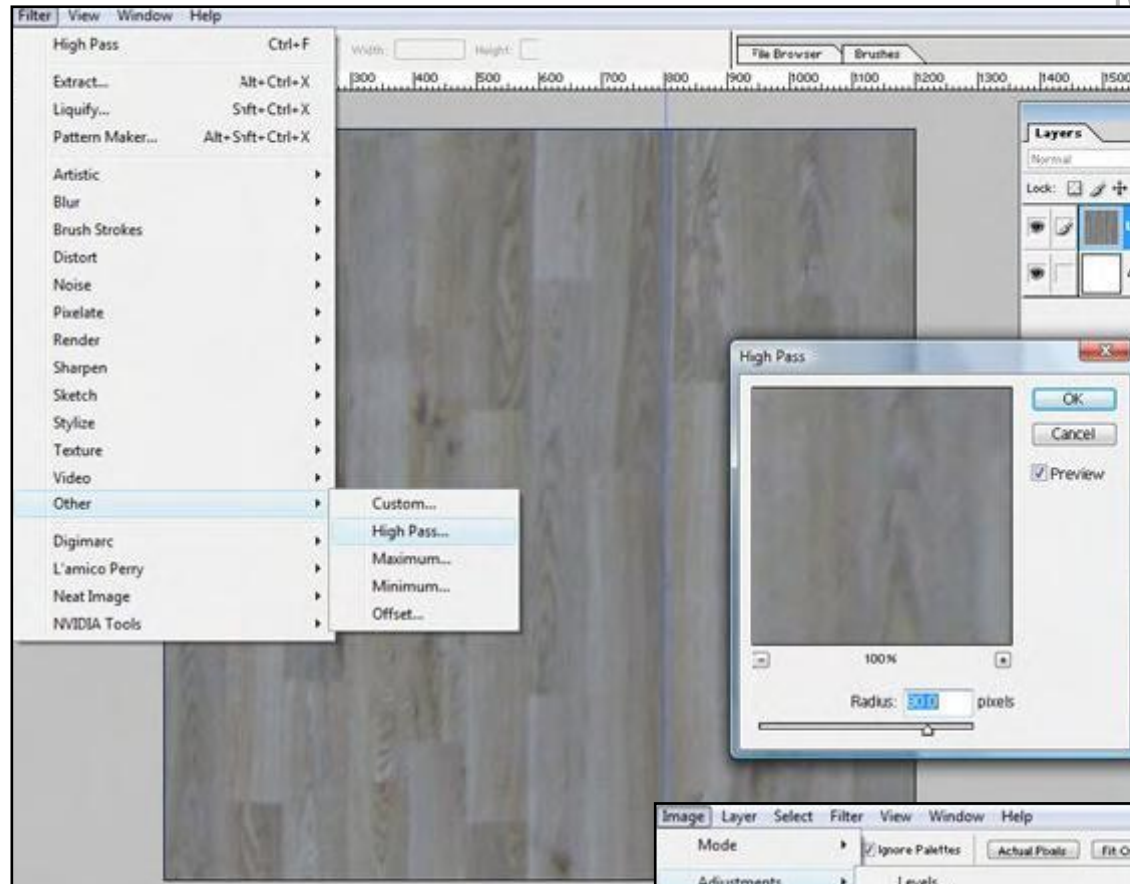 Filter View Window Help
High Pass Ctrl+F
Extract... Alt+Ctrl+X
Liquify... Shft+Ctrl+X
Pattern Maker... Alt+Shft+Ctrl+X
Artistic
Blur
Brush Strokes
Distort
Noise
Pixelate
Render
Sharpen
Sketch
Stylize
Texture
Video
Other
Digimarc
L'amico Perry
Neat Image
NVIDIA Tools
Custom...
High Pass...
Maximum...
Minimum...
Offset...
Width: Height:
File Browser Brushes
300 400 500 600 700 800 900 1000 1100 1200 1300 1400 1500
Layers
Normal
Lock:
High Pass
OK
Cancel
Preview
100%
Radius: pixels
Image Layer Select Filter View Window Help
Mode
Ignore Palettes Actual Pixels
Adjustments
Levels